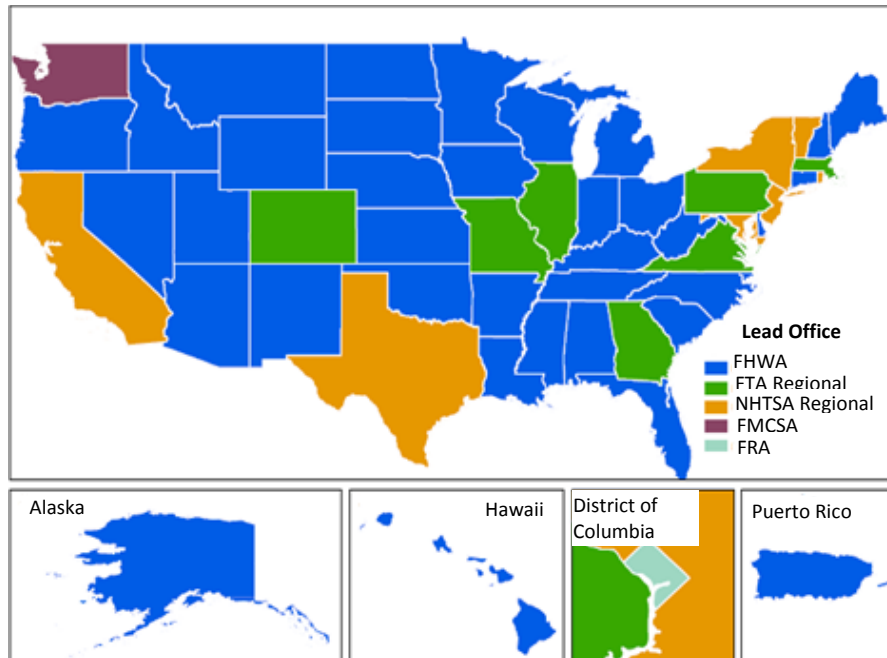 Lead Office
FHWA
FTA Regional
NHTSA Regional
FMCSA
FRA
Alaska
Hawaii
District of
Columbia
Puerto Rico